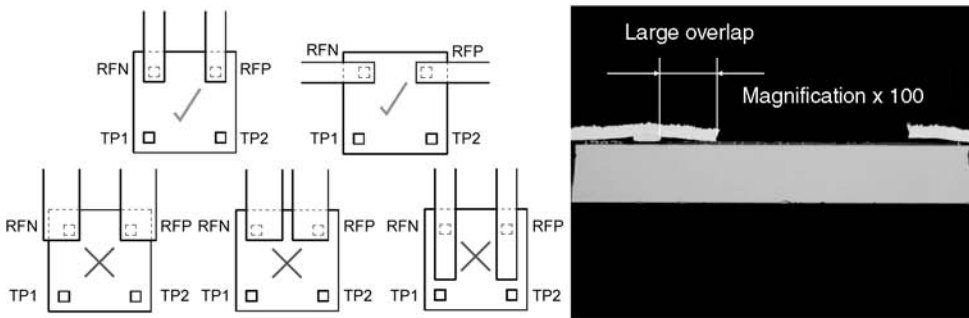 RFN RFP RFN RFP
TP1 TP2 TP1 TP2
RFN RFP RFN RFP RFN RFP
TP1 TP2 TP1 TP2 TP1 TP2
Large overlap
Magnification x 100